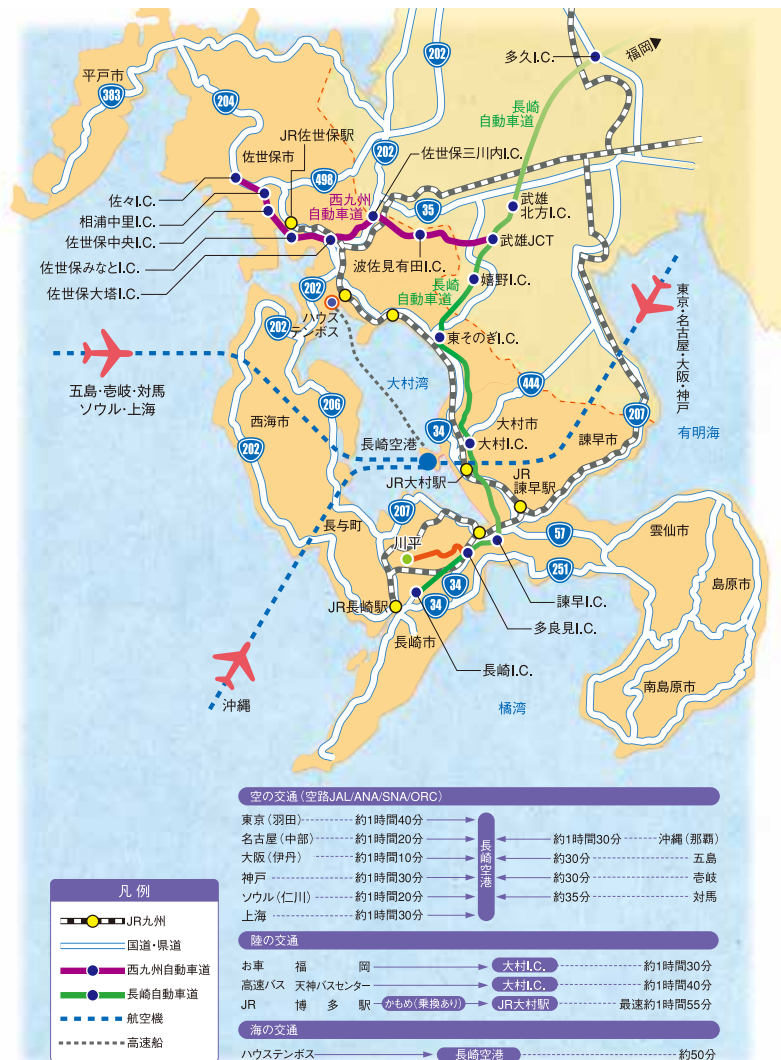 202
多久I.C.
福岡
平戸市
383
204
長崎
自動車道
JR佐世保駅
佐世保市
202
佐世保三川内I.C.
498
佐々I.C.
西九州
自動車道
35
武雄
北方I.C.
相浦中里I.C.
佐世保中央I.C.
武雄JCT
佐世保みなとI.C.
波佐見有田I.C.
佐世保大塔I.C.
202
長崎
自動車道
嬉野I.C.
東京・名古屋・大阪・神戸
ハウス
テンボス
202
東そのぎI.C.
五島・壱岐・対馬
ソウル・上海
大村湾
444
206
207
西海市
34
大村市
諫早市
有明海
202
長崎空港
大村I.C.
JR大村駅
JR
諫早駅
長与町
207
57
雲仙市
川平
251
島原市
34
諫早I.C.
JR長崎駅
34
多良見I.C.
長崎市
長崎I.C.
南島原市
沖縄
橘湾
空の交通(空路JAL/ANA/SNA/ORC)
東京(羽田) 約1時間40分
名古屋(中部) 約1時間20分 約1時間30分 沖縄(那覇)
大阪(伊丹) 約1時間10分 約30分 五島
長崎空港
神戸 約1時間30分 約30分 壱岐
ソウル(仁川) 約1時間20分 約35分 対馬
上海 約1時間30分
陸の交通
お車 福岡 大村I.C. 約1時間30分
高速バス 天神バスセンター 大村I.C. 約1時間40分
JR 博多駅 かもめ(乗換あり) JR大村駅 最速約1時間55分
海の交通
ハウステンボス 長崎空港 約50分
凡例
JR九州
国道・県道
西九州自動車道
長崎自動車道
航空機
高速船